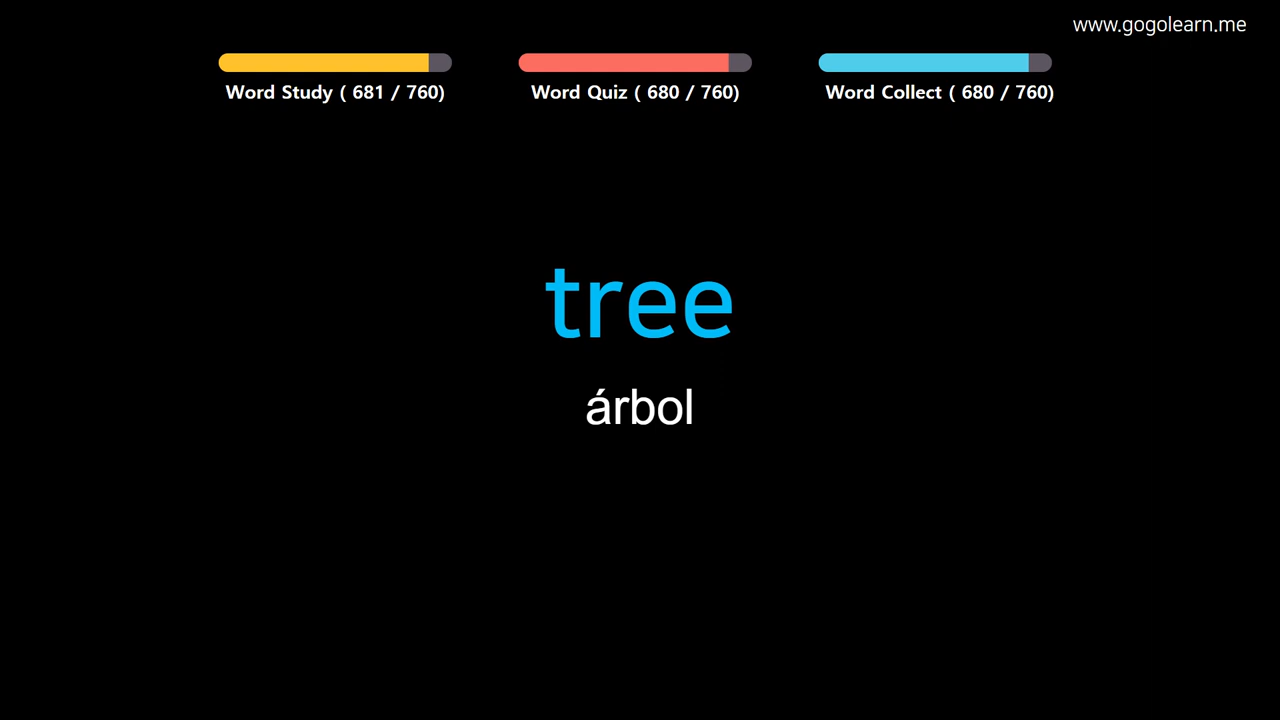 www.gogolearn.me
Word Study ( 681 / 760)
Word Quiz ( 680 / 760)
Word Collect ( 680 / 760)
tree
árbol